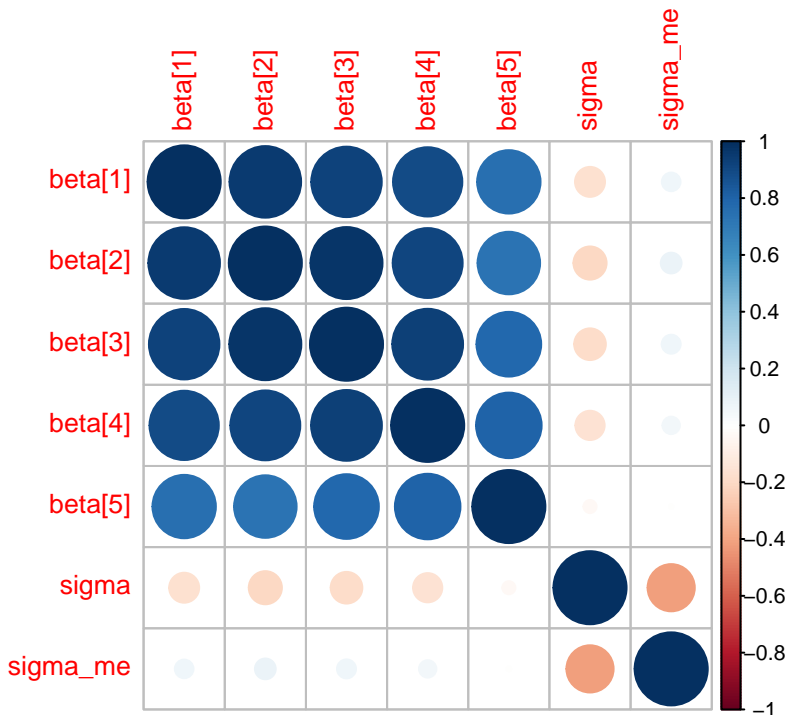 beta[1]
beta[2]
beta[3]
beta[4]
beta[5]
sigma
sigma_me
beta[1]
beta[2]
beta[3]
beta[4]
beta[5]
sigma
sigma_me
1
0.8
0.6
0.4
0.2
0
−0.2
−0.4
−0.6
−0.8
−1